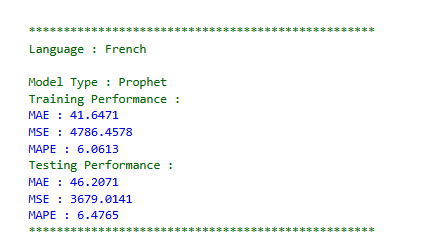 **************************************************
Language : French
Model Type : Prophet
Training Performance :
MAE : 41.6471
MSE : 4786.4578
MAPE : 6.0613
Testing Performance :
MAE : 46.2071
MSE : 3679.0141
MAPE : 6.4765
**************************************************